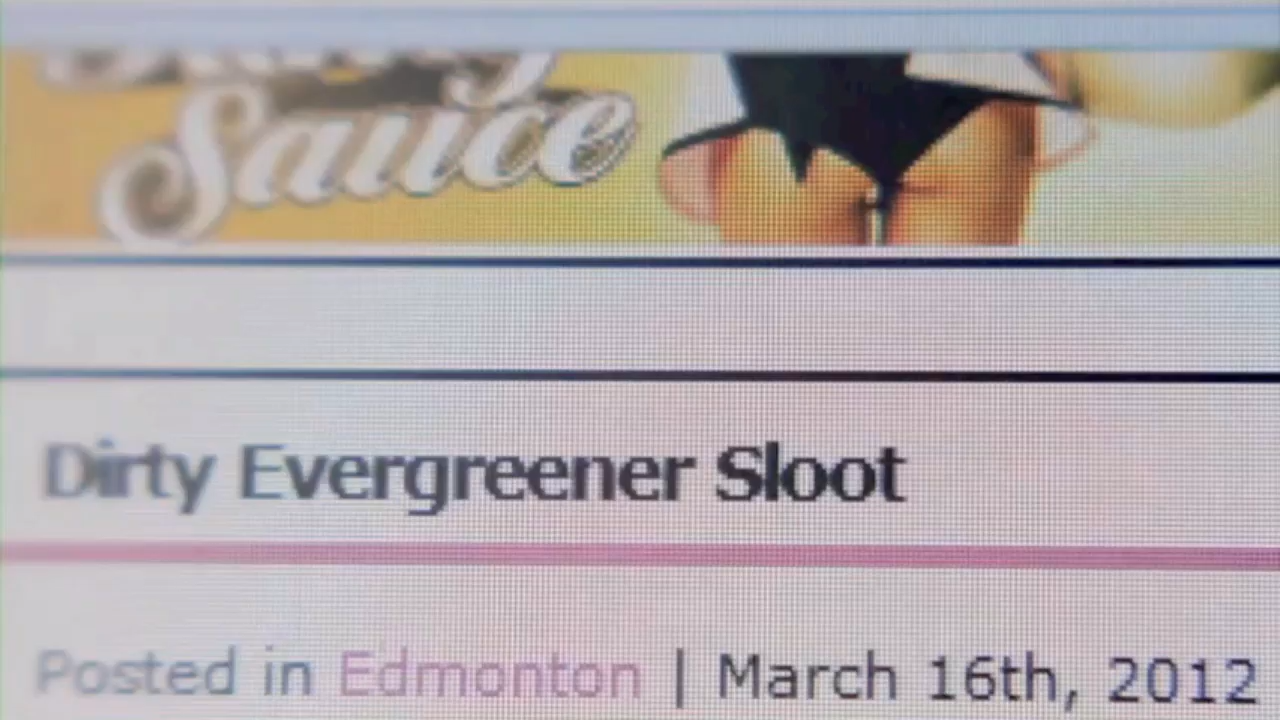 Sauce
Dirty Evergreener Sloot
Posted in Edmonton | March 16th, 2012